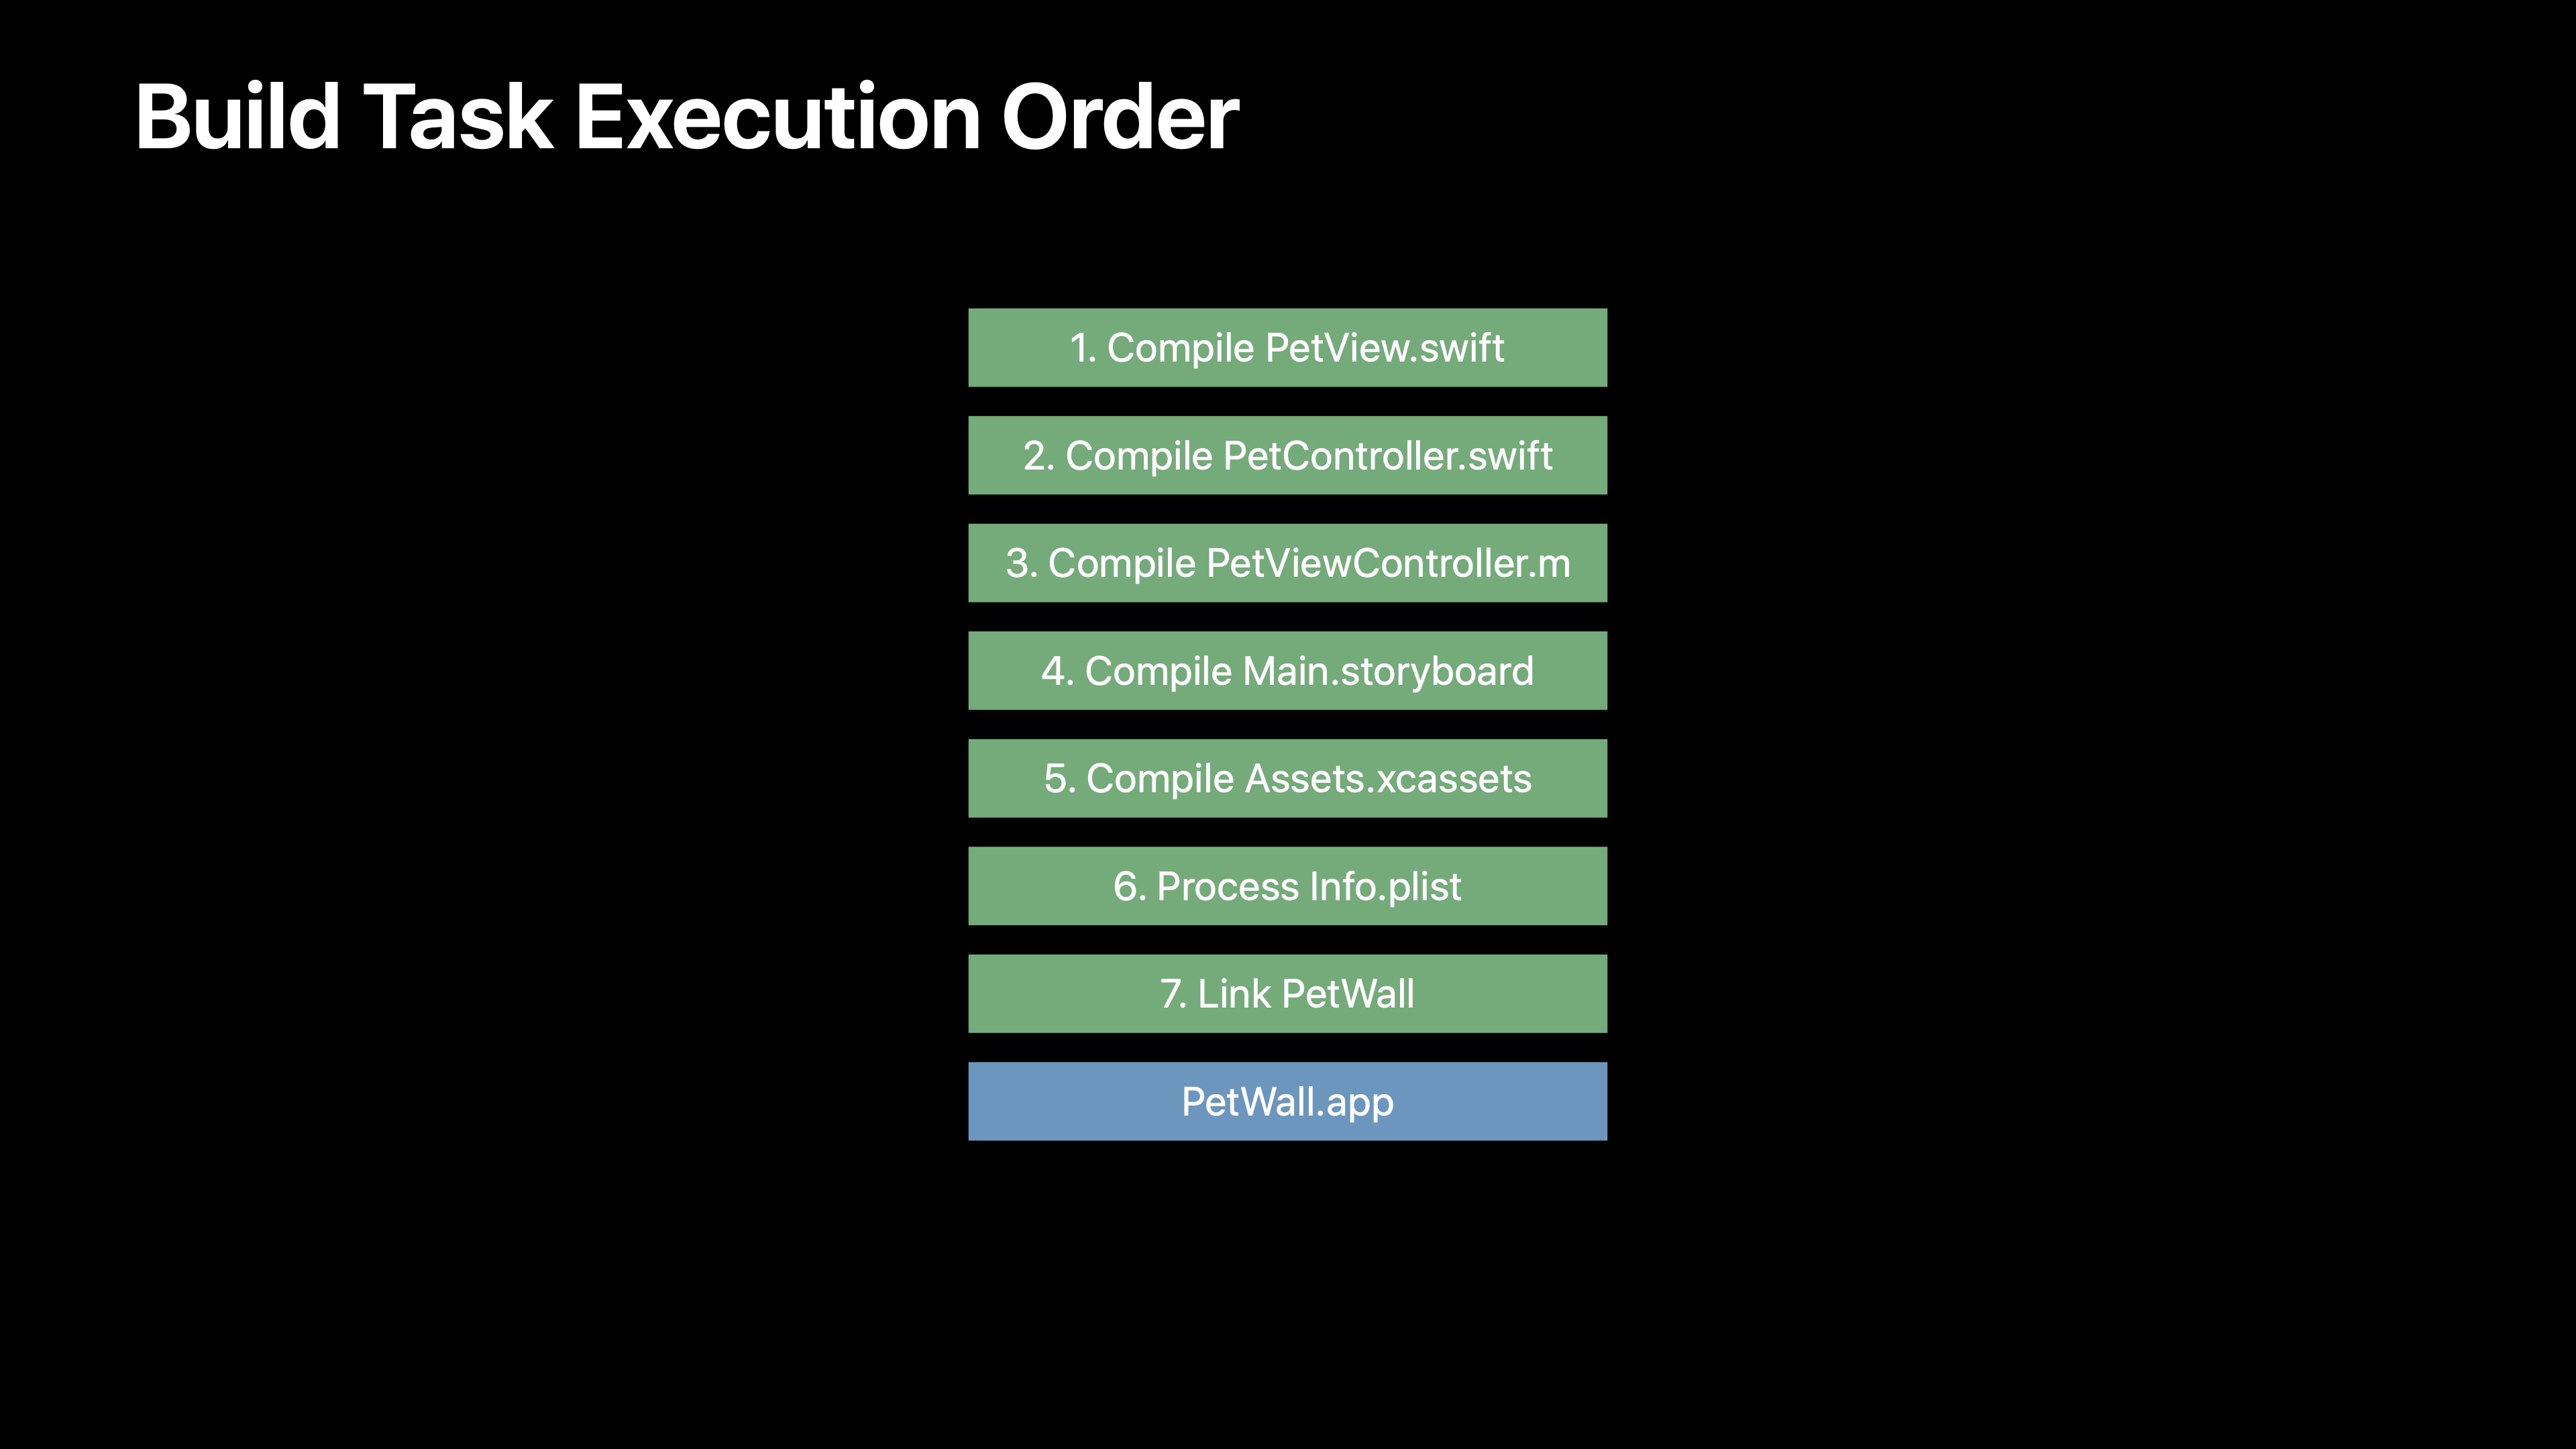 Build Task Execution Order
1. Compile PetView.swift
2. Compile PetController.swift
3. Compile PetViewController.m
4. Compile Main.storyboard
5. Compile Assets.xcassets
6. Process Info.plist
7. Link PetWall
PetWall.app